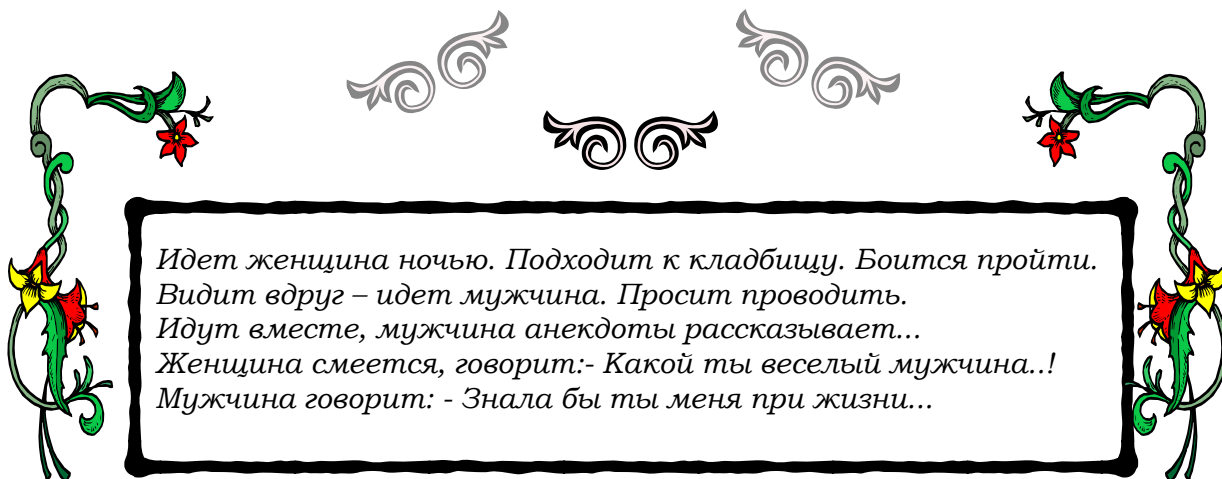 Идет женщина ночью. Подходит к кладбищу. Боится пройти.
Видит вдруг – идет мужчина. Просит проводить.
Идут вместе, мужчина анекдоты рассказывает...
Женщина смеется, говорит:- Какой ты веселый мужчина..!
Мужчина говорит: - Знала бы ты меня при жизни...